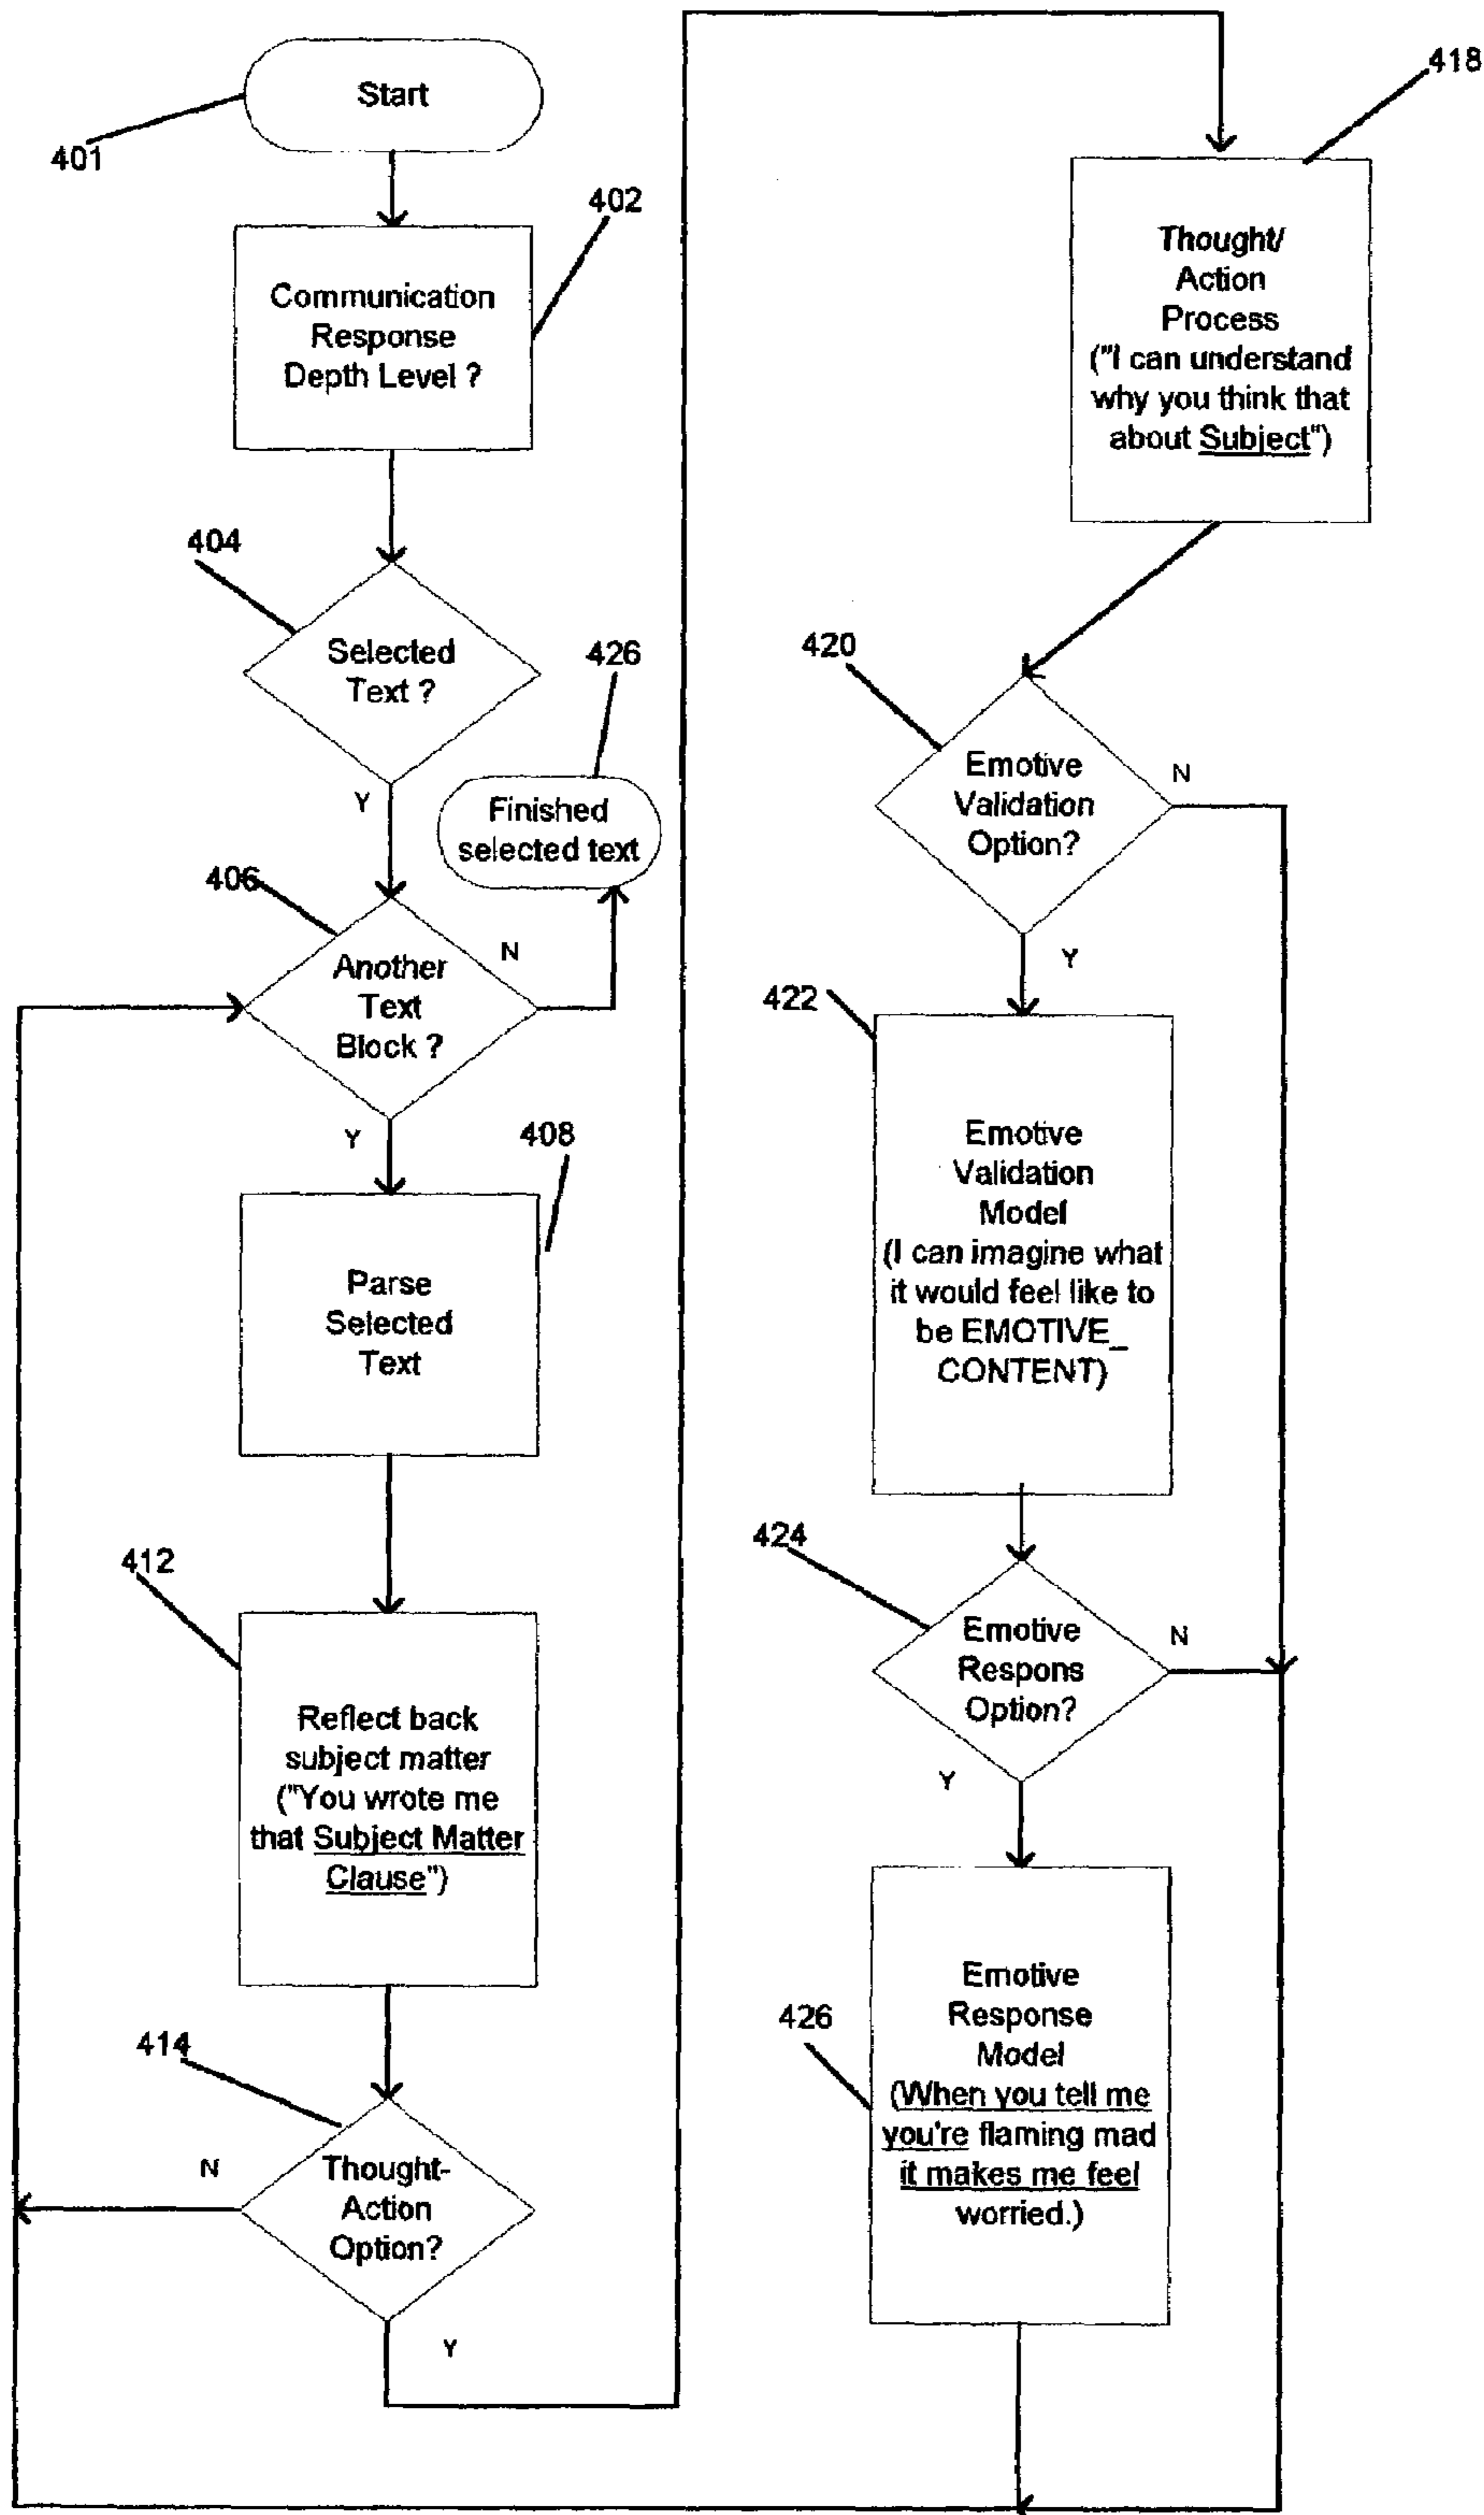 Start
401
402
Communication
Response
Depth Level ?
404
Selected
Text ?
Y
426
Finished
selected text
406
Another
Text
Block ?
N
Y
408
Parse
Selected
Text
412
Reflect back
subject matter
("You wrote me
that Subject Matter
Clause")
414
Thought-
Action
Option?
N
Y
418
Thought/
Action
Process
("I can understand
why you think that
about Subject")
420
Emotive
Validation
Option?
N
Y
422
Emotive
Validation
Model
(I can imagine what
it would feel like to
be EMOTIVE_
CONTENT)
424
Emotive
Respons
Option?
N
Y
426
Emotive
Response
Model
(When you tell me
you're flaming mad
it makes me feel
worried.)